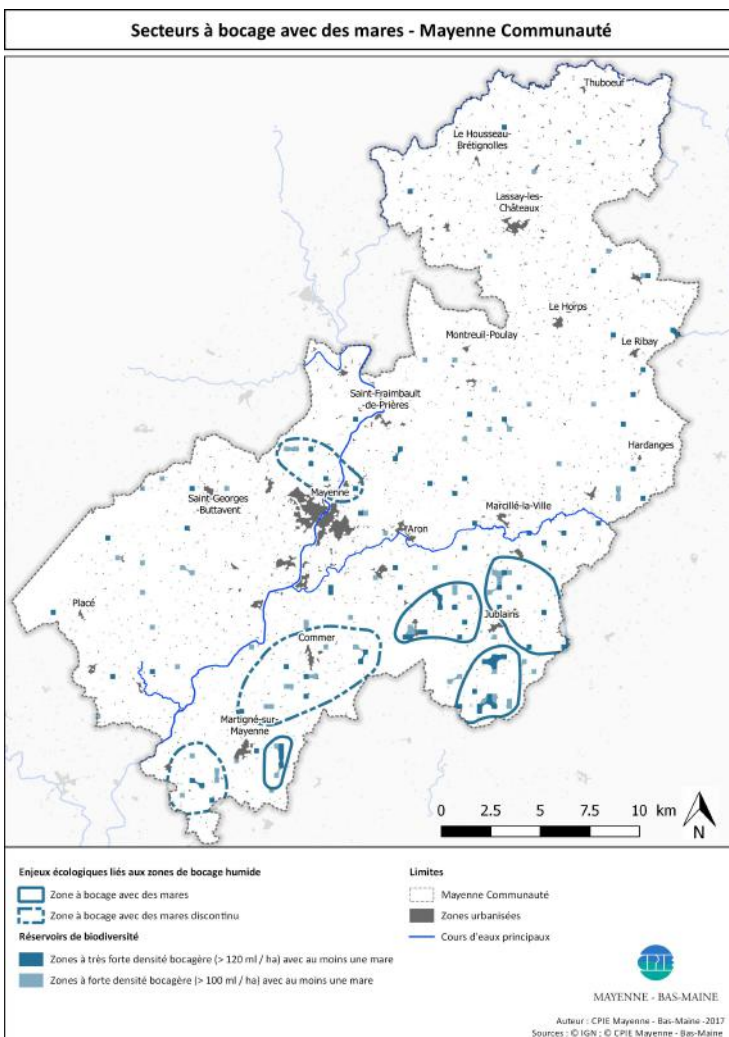 Secteurs à bocage avec des mares - Mayenne Communauté
Thuboeuf
Le Housseau-
Brétignolles
Lassay-les-
Châteaux
Le Horps
Montreuil-Poulay
Le Ribay
Saint-Fraimbault
-de-Prières
Hardanges
Saint-Georges
-Buttavent
Mayenne
Marcillé-la-Ville
Aron
Placé
Jublains
Commer
Martigné-sur-
Mayenne
0 2.5 5 7.5 10 km
N
Enjeux écologiques liés aux zones de bocage humide
Zone à bocage avec des mares
Zone à bocage avec des mares discontinu
Réservoirs de biodiversité
Zones à très forte densité bocagère (> 120 ml / ha) avec au moins une mare
Zones à forte densité bocagère (> 100 ml / ha) avec au moins une mare
Limites
Mayenne Communauté
Zones urbanisées
Cours d'eaux principaux
CPIE
MAYENNE - BAS-MAINE
Auteur : CPIE Mayenne - Bas-Maine -2017
Sources : © IGN ; © CPIE Mayenne - Bas-Maine